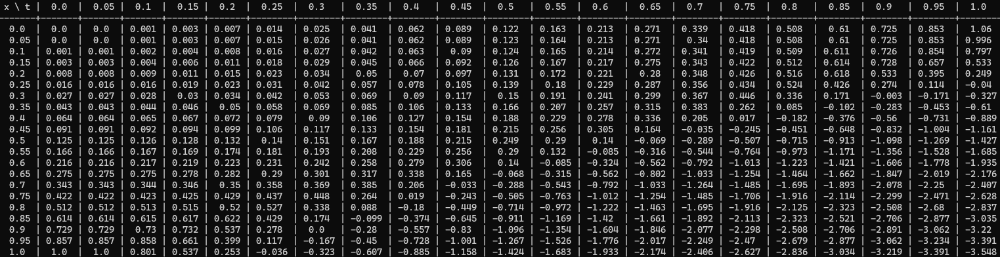 x \ t | 0.0 | 0.05 | 0.1 | 0.15 | 0.2 | 0.25 | 0.3 | 0.35 | 0.4 | 0.45 | 0.5 | 0.55 | 0.6 | 0.65 | 0.7 | 0.75 | 0.8 | 0.85 | 0.9 | 0.95 | 1.0
0.0 | 0.0 | 0.0 | 0.001 | 0.003 | 0.007 | 0.014 | 0.025 | 0.041 | 0.062 | 0.089 | 0.122 | 0.163 | 0.213 | 0.271 | 0.339 | 0.418 | 0.508 | 0.61 | 0.725 | 0.853 | 1.06
0.05 | 0.0 | 0.0 | 0.001 | 0.003 | 0.007 | 0.015 | 0.026 | 0.041 | 0.062 | 0.089 | 0.123 | 0.164 | 0.213 | 0.271 | 0.34 | 0.418 | 0.508 | 0.61 | 0.725 | 0.853 | 0.996
0.1 | 0.001 | 0.001 | 0.002 | 0.004 | 0.008 | 0.016 | 0.027 | 0.042 | 0.063 | 0.09 | 0.124 | 0.165 | 0.214 | 0.272 | 0.341 | 0.419 | 0.509 | 0.611 | 0.726 | 0.854 | 0.797
0.15 | 0.003 | 0.003 | 0.004 | 0.006 | 0.011 | 0.018 | 0.029 | 0.045 | 0.066 | 0.092 | 0.126 | 0.167 | 0.217 | 0.275 | 0.343 | 0.422 | 0.512 | 0.614 | 0.728 | 0.657 | 0.533
0.2 | 0.008 | 0.008 | 0.009 | 0.011 | 0.015 | 0.023 | 0.034 | 0.05 | 0.07 | 0.097 | 0.131 | 0.172 | 0.221 | 0.28 | 0.348 | 0.426 | 0.516 | 0.618 | 0.533 | 0.395 | 0.249
0.25 | 0.016 | 0.016 | 0.016 | 0.019 | 0.023 | 0.031 | 0.042 | 0.057 | 0.078 | 0.105 | 0.139 | 0.18 | 0.229 | 0.287 | 0.356 | 0.434 | 0.524 | 0.426 | 0.274 | 0.114 | −0.04
0.3 | 0.027 | 0.027 | 0.028 | 0.03 | 0.034 | 0.042 | 0.053 | 0.069 | 0.09 | 0.117 | 0.15 | 0.191 | 0.241 | 0.299 | 0.367 | 0.446 | 0.336 | 0.171 | −0.003 | −0.171 | −0.327
0.35 | 0.043 | 0.043 | 0.044 | 0.046 | 0.05 | 0.058 | 0.069 | 0.085 | 0.106 | 0.133 | 0.166 | 0.207 | 0.257 | 0.315 | 0.383 | 0.262 | 0.085 | −0.102 | −0.283 | −0.453 | −0.61
0.4 | 0.064 | 0.064 | 0.065 | 0.067 | 0.072 | 0.079 | 0.09 | 0.106 | 0.127 | 0.154 | 0.188 | 0.229 | 0.278 | 0.336 | 0.205 | 0.017 | −0.182 | −0.376 | −0.56 | −0.731 | −0.889
0.45 | 0.091 | 0.091 | 0.092 | 0.094 | 0.099 | 0.106 | 0.117 | 0.133 | 0.154 | 0.181 | 0.215 | 0.256 | 0.305 | 0.164 | −0.035 | −0.245 | −0.451 | −0.648 | −0.832 | −1.004 | −1.161
0.5 | 0.125 | 0.125 | 0.126 | 0.128 | 0.132 | 0.14 | 0.151 | 0.167 | 0.188 | 0.215 | 0.249 | 0.29 | 0.14 | −0.069 | −0.289 | −0.507 | −0.715 | −0.913 | −1.098 | −1.269 | −1.427
0.55 | 0.166 | 0.166 | 0.167 | 0.169 | 0.174 | 0.181 | 0.193 | 0.208 | 0.229 | 0.256 | 0.29 | 0.132 | −0.085 | −0.316 | −0.544 | −0.764 | −0.973 | −1.171 | −1.356 | −1.528 | −1.685
0.6 | 0.216 | 0.216 | 0.217 | 0.219 | 0.223 | 0.231 | 0.242 | 0.258 | 0.279 | 0.306 | 0.14 | −0.085 | −0.324 | −0.562 | −0.792 | −1.013 | −1.223 | −1.421 | −1.606 | −1.778 | −1.935
0.65 | 0.275 | 0.275 | 0.275 | 0.278 | 0.282 | 0.29 | 0.301 | 0.317 | 0.338 | 0.165 | −0.068 | −0.315 | −0.562 | −0.802 | −1.033 | −1.254 | −1.464 | −1.662 | −1.847 | −2.019 | −2.176
0.7 | 0.343 | 0.343 | 0.344 | 0.346 | 0.35 | 0.358 | 0.369 | 0.385 | 0.206 | −0.033 | −0.288 | −0.543 | −0.792 | −1.033 | −1.264 | −1.485 | −1.695 | −1.893 | −2.078 | −2.25 | −2.407
0.75 | 0.422 | 0.422 | 0.423 | 0.425 | 0.429 | 0.437 | 0.448 | 0.264 | 0.019 | −0.243 | −0.505 | −0.763 | −1.012 | −1.254 | −1.485 | −1.706 | −1.916 | −2.114 | −2.299 | −2.471 | −2.628
0.8 | 0.512 | 0.512 | 0.513 | 0.515 | 0.52 | 0.527 | 0.338 | 0.088 | −0.18 | −0.449 | −0.714 | −0.972 | −1.222 | −1.463 | −1.695 | −1.916 | −2.125 | −2.323 | −2.508 | −2.68 | −2.837
0.85 | 0.614 | 0.614 | 0.615 | 0.617 | 0.622 | 0.429 | 0.174 | −0.099 | −0.374 | −0.645 | −0.911 | −1.169 | −1.42 | −1.661 | −1.892 | −2.113 | −2.323 | −2.521 | −2.706 | −2.877 | −3.035
0.9 | 0.729 | 0.729 | 0.73 | 0.732 | 0.537 | 0.278 | 0.0 | −0.28 | −0.557 | −0.83 | −1.096 | −1.354 | −1.604 | −1.846 | −2.077 | −2.298 | −2.508 | −2.706 | −2.891 | −3.062 | −3.22
0.95 | 0.857 | 0.857 | 0.858 | 0.661 | 0.399 | 0.117 | −0.167 | −0.45 | −0.728 | −1.001 | −1.267 | −1.526 | −1.776 | −2.017 | −2.249 | −2.47 | −2.679 | −2.877 | −3.062 | −3.234 | −3.391
1.0 | 1.0 | 1.0 | 0.801 | 0.537 | 0.253 | −0.036 | −0.323 | −0.607 | −0.885 | −1.158 | −1.424 | −1.683 | −1.933 | −2.174 | −2.406 | −2.627 | −2.836 | −3.034 | −3.219 | −3.391 | −3.548